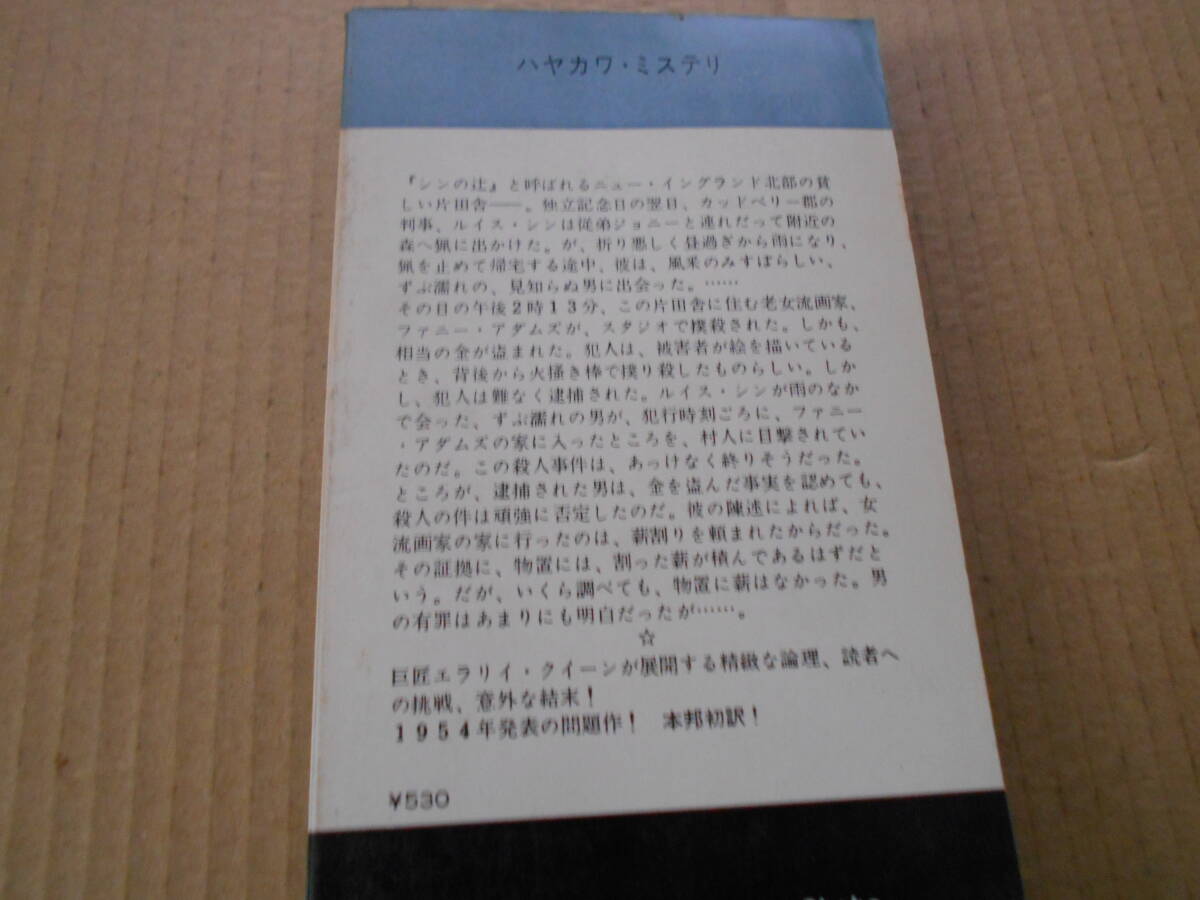 ハヤカワ・ミステリ
『シンの辻』と呼ばれるニュー・イングランド北部の貧
しい片田舎――。独立記念日の翌日、カッドベリー郡の
判事、ルイス・シンは従弟ジョニーと連れだって附近の
森へ猟に出かけた。が、折り悪しく昼過ぎから雨になり、
猟を止めて帰宅する途中、彼は、風采のみすぼらしい、
ずぶ濡れの、見知らぬ男に出会った。……
その日の午後2時13分、この片田舎に住む老女流画家、
ファニー・アダムズが、スタジオで撲殺された。しかも、
相当の金が盗まれた。犯人は、被害者が絵を描いている
とき、背後から火掻き棒で撲り殺したものらしい。しか
し、犯人は難なく逮捕された。ルイス・シンが雨のなか
で会った、ずぶ濡れの男が、犯行時刻ごろに、ファニー
・アダムズの家に入ったところを、村人に目撃されてい
たのだ。この殺人事件は、あっけなく終りそうだった。
ところが、逮捕された男は、金を盗んだ事実を認めても、
殺人の件は頑強に否定したのだ。彼の陳述によれば、女
流画家の家に行ったのは、薪割りを頼まれたからだった。
その証拠に、物置には、割った薪が積んであるはずだと
いう。だが、いくら調べても、物置に薪はなかった。男
の有罪はあまりにも明白だったが……。
☆
巨匠エラリイ・クイーンが展開する精緻な論理、読者へ
の挑戦、意外な結末!
1954年発表の問題作! 本邦初訳!
¥530